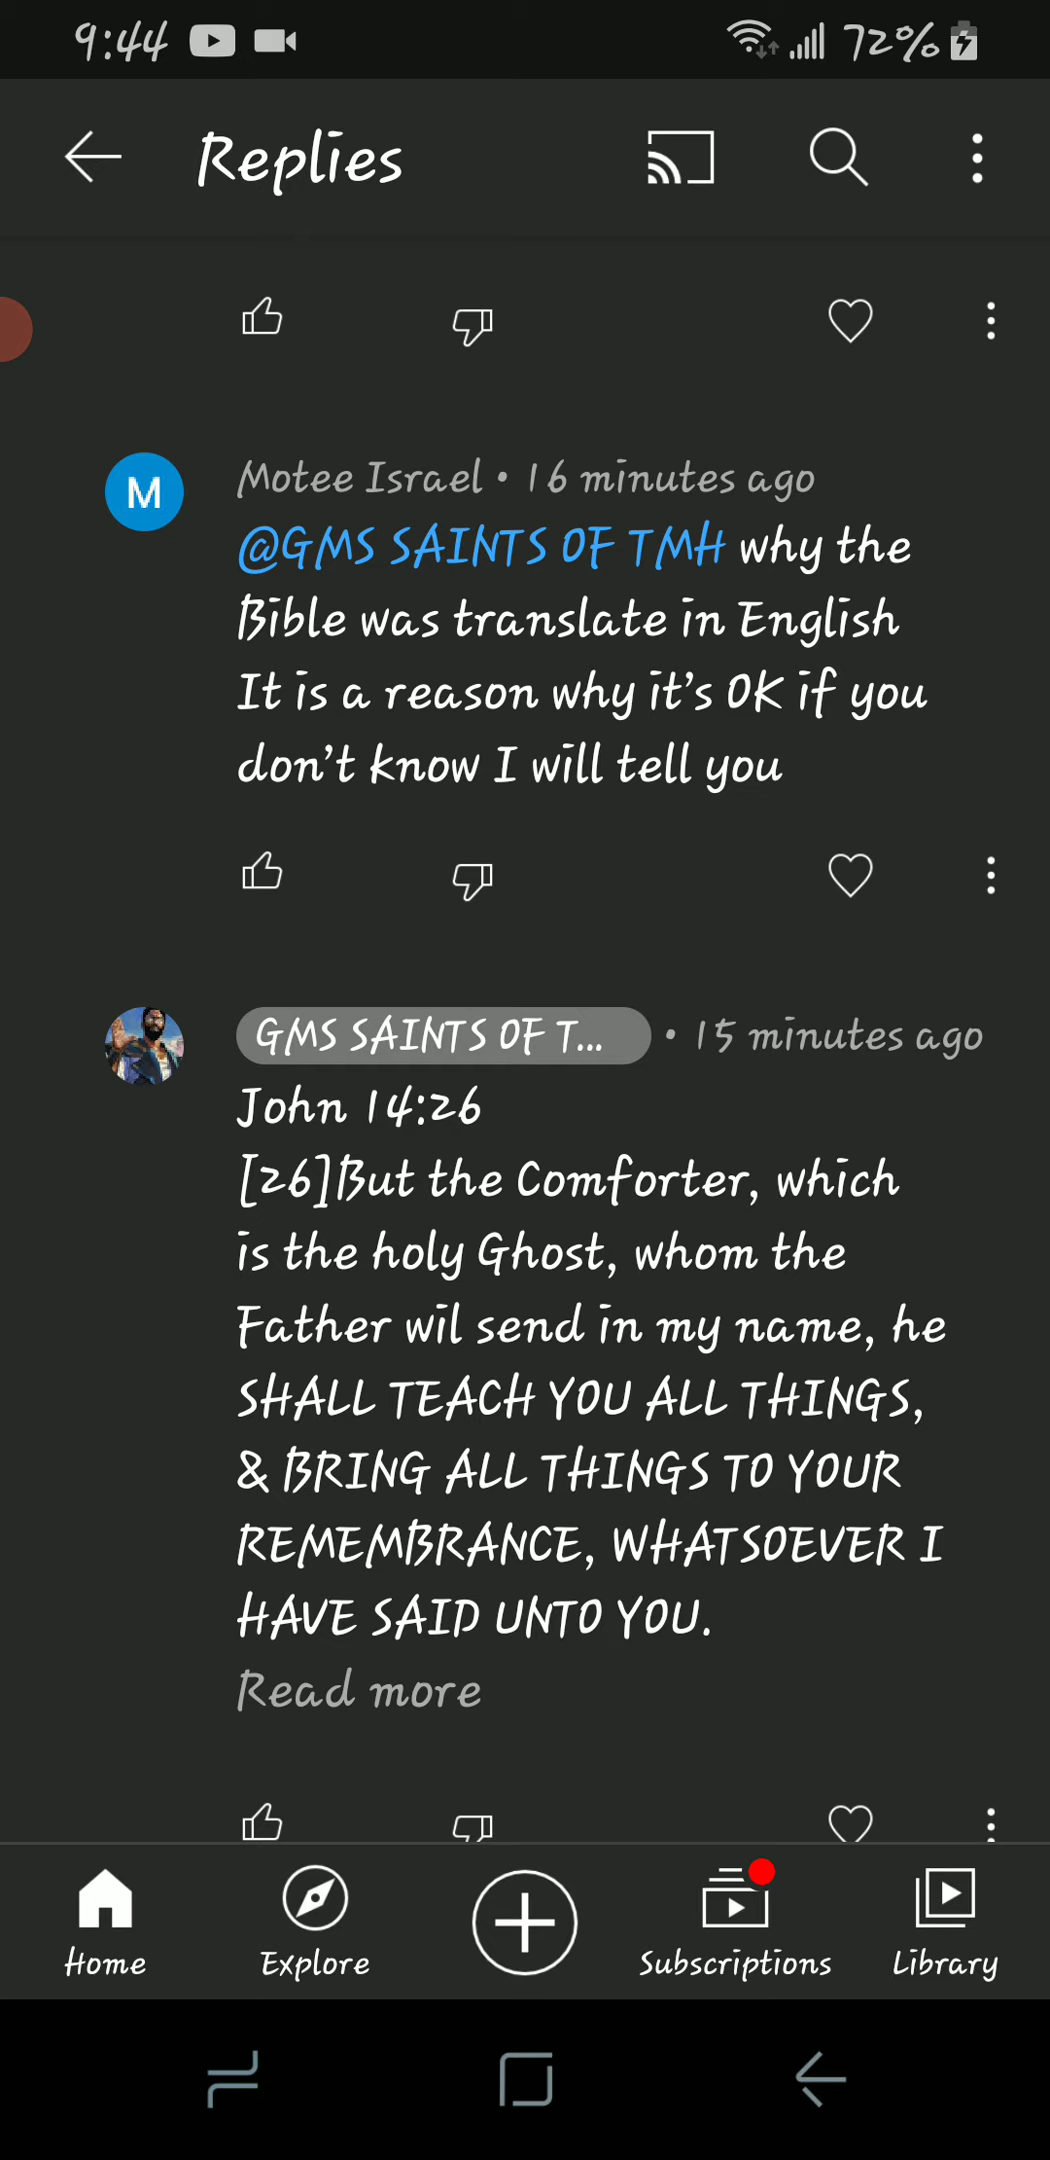 9:44 72%
Replies
Motee Israel • 16 minutes ago
M
@GMS SAINTS OF TMH why the
Bible was translate in English
It is a reason why it's OK if you
don't know I will tell you
GMS SAINTS OF T... • 15 minutes ago
John 14:26
[26]But the Comforter, which
is the holy Ghost, whom the
Father wil send in my name, he
SHALL TEACH YOU ALL THINGS,
& BRING ALL THINGS TO YOUR
REMEMBRANCE, WHATSOEVER I
HAVE SAID UNTO YOU.
Read more
Home Explore Subscriptions Library